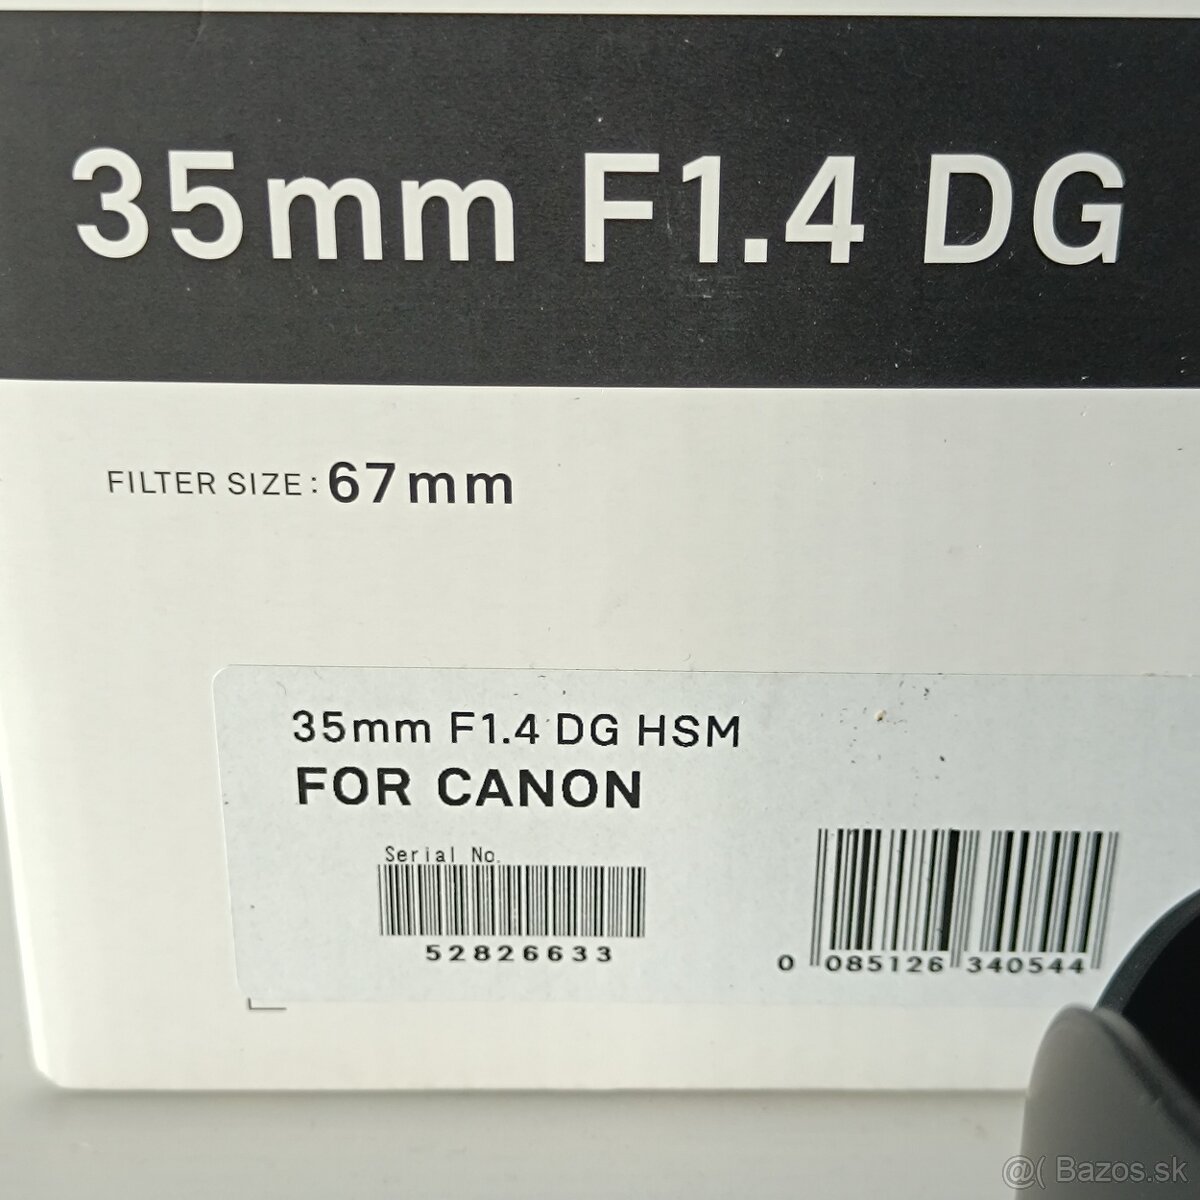 35mm F1.4 DG
FILTER SIZE: 67mm
35mm F1.4 DG HSM
FOR CANON
Serial No.
52826633
0 085126 340544
@( Bazos.sk